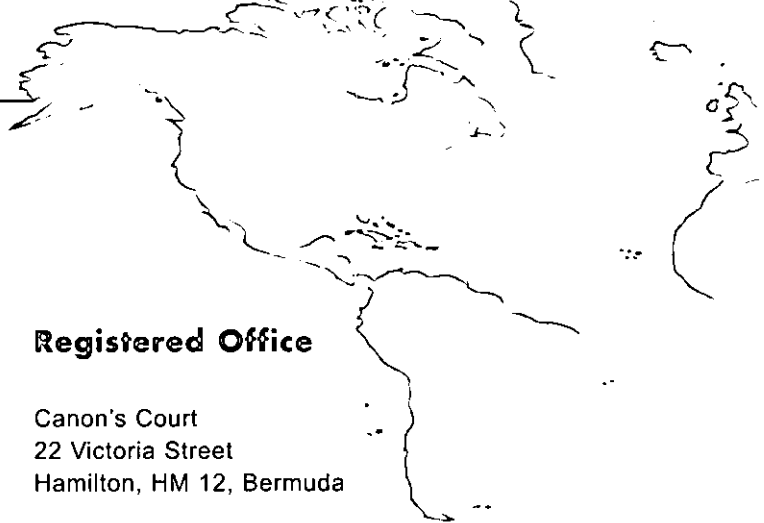 Registered Office
Canon's Court
22 Victoria Street
Hamilton, HM 12, Bermuda